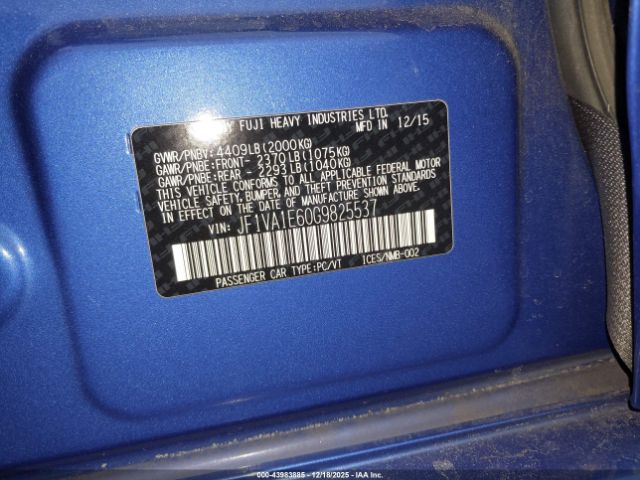 FUJI HEAVY INDUSTRIES LTD.
MFD IN 12/15
GVWR/PNBV: 4409LB(2000KG)
GAWR/PNBE:FRONT- 2370LB(1075KG)
GAWR/PNBE:REAR - 2293LB(1040KG)
THIS VEHICLE CONFORMS TO ALL APPLICABLE FEDERAL MOTOR
VEHICLE SAFETY, BUMPER, AND THEFT PREVENTION STANDARDS
IN EFFECT ON THE DATE OF MANUFACTURE SHOWN ABOVE.
VIN: JF1VA1E60G9825537
PASSENGER CAR TYPE:PC/VT ICES/NMB-002
© IAAI 00-43983885 - 12/18/2025 - © IAAI